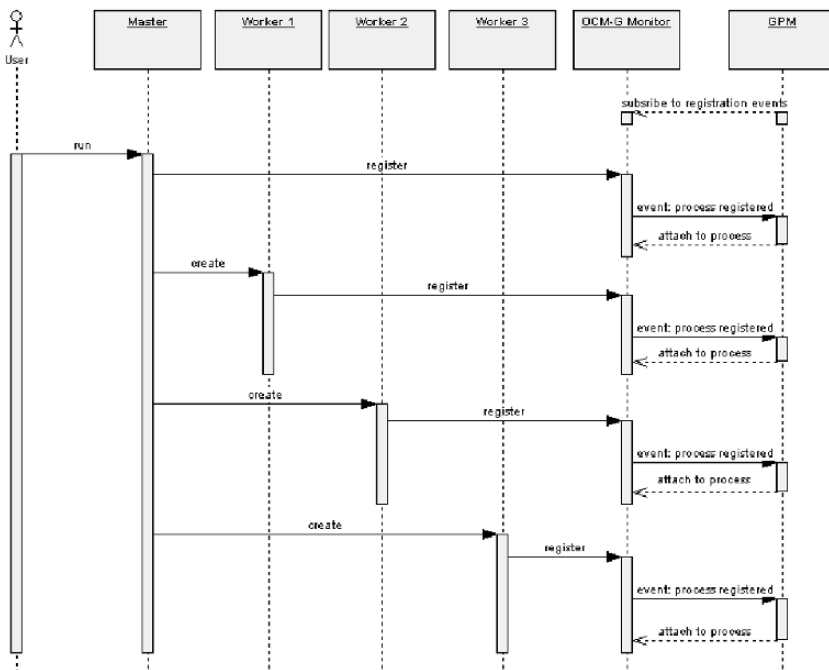 Master Worker 1 Worker 2 Worker 3 OCM-G Monitor GPM
User
subsribe to registration events
run
register
event: process registered
attach to process
create
register
event: process registered
attach to process
create
register
event: process registered
attach to process
create
register
event: process registered
attach to process